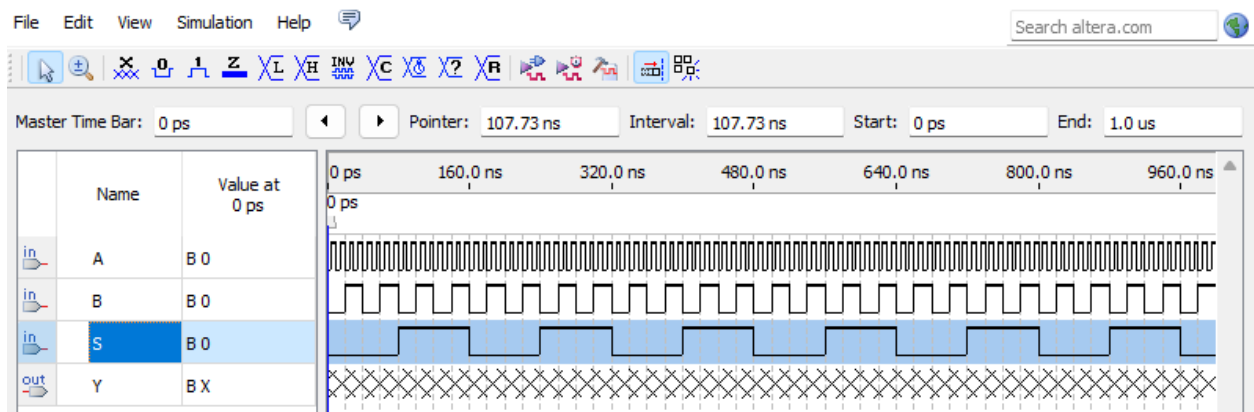 File Edit View Simulation Help
Search altera.com
X 0 1 Z L H INV C ? R
Master Time Bar: 0 ps Pointer: 107.73 ns Interval: 107.73 ns Start: 0 ps End: 1.0 us
Name Value at 0 ps
0 ps 160.0 ns 320.0 ns 480.0 ns 640.0 ns 800.0 ns 960.0 ns
0 ps
in A B 0
in B B 0
in S B 0
out Y B X